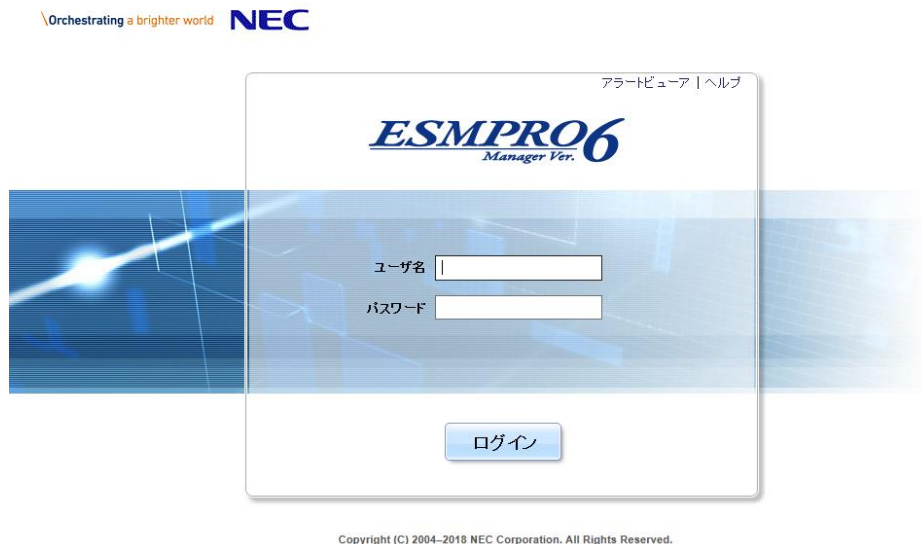 \Orchestrating a brighter world NEC
アラートビューア | ヘルプ
ESMPRO6
Manager Ver.
ユーザ名
パスワード
ログイン
Copyright (C) 2004–2018 NEC Corporation. All Rights Reserved.